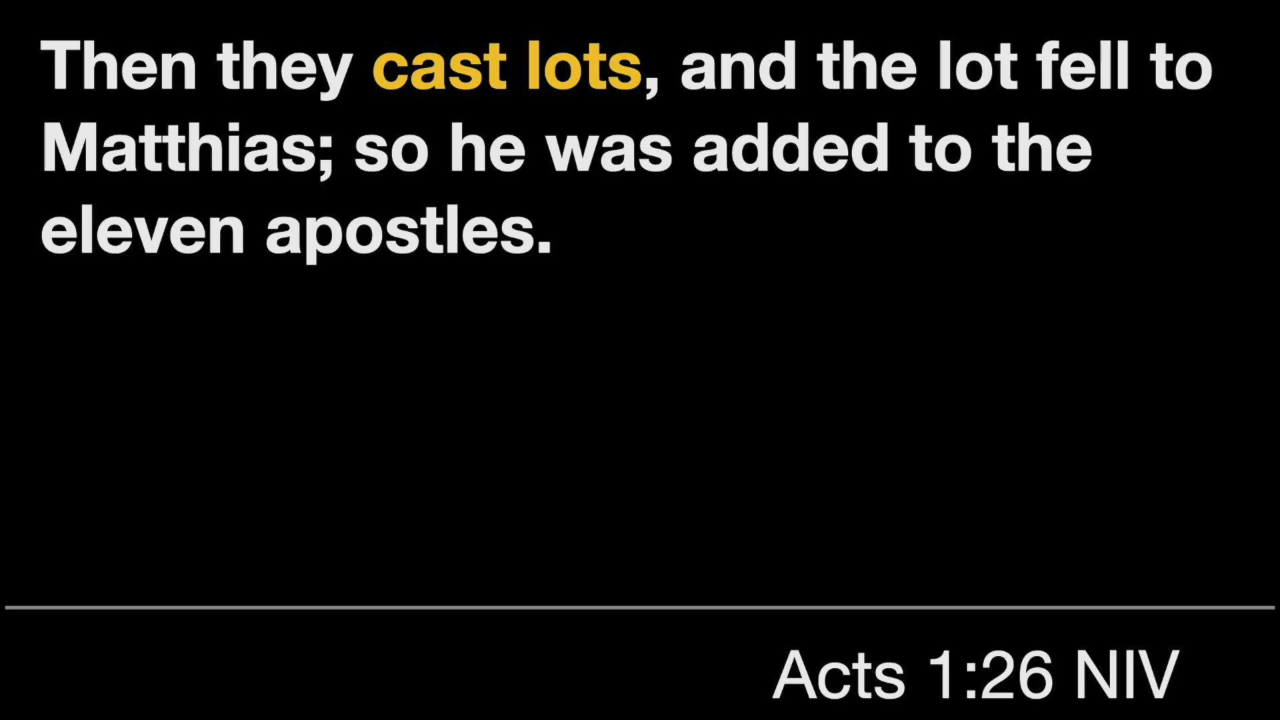 Then they cast lots, and the lot fell to
Matthias; so he was added to the
eleven apostles.
Acts 1:26 NIV